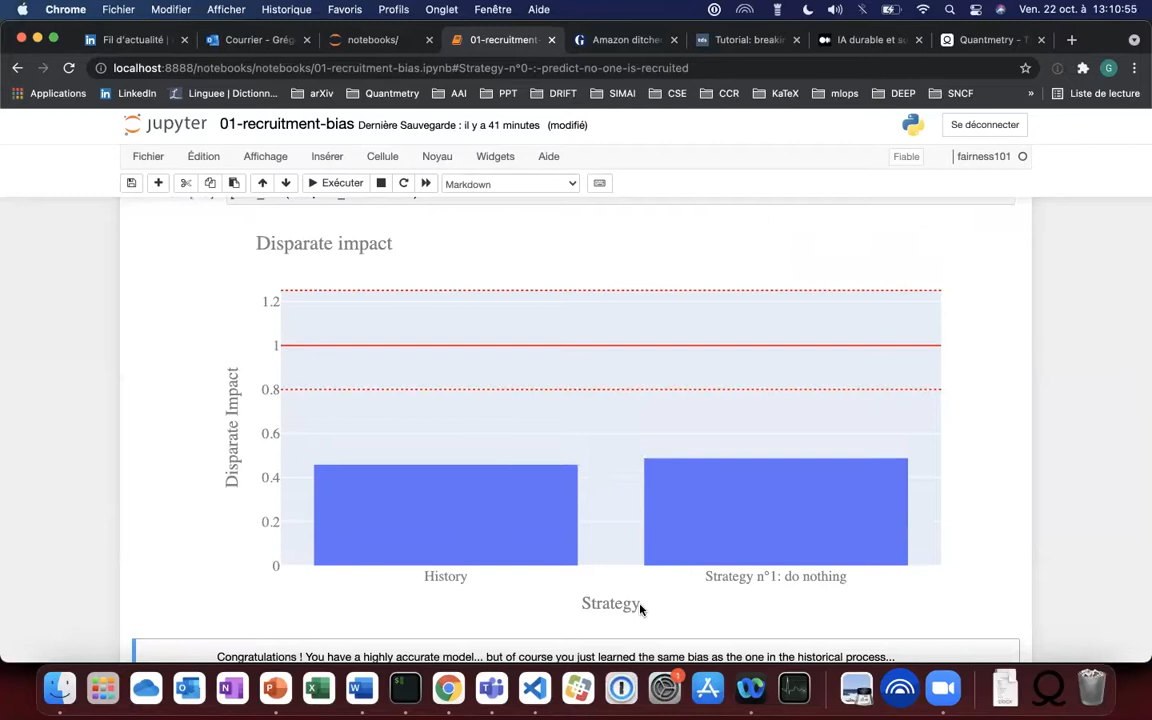 Chrome Fichier Modifier Afficher Historique Favoris Profils Onglet Fenêtre Aide Ven. 22 oct. à 13:10:55
Fil d'actualité | Courrier - Grég notebooks/ 01-recruitment- Amazon ditche Tutorial: breaki IA durable et su Quantmetry - T
localhost:8888/notebooks/notebooks/01-recruitment-bias.ipynb#Strategy-n°0-:-predict-no-one-is-recruited
Applications LinkedIn Linguee | Dictionn... arXiv Quantmetry AAI PPT DRIFT SIMAI CSE CCR KaTeX mlops DEEP SNCF » Liste de lecture
jupyter 01-recruitment-bias Dernière Sauvegarde : il y a 41 minutes (modifié) Se déconnecter
Fichier Édition Affichage Insérer Cellule Noyau Widgets Aide Fiable fairness101
Exécuter Markdown
Disparate impact
1.2
1
0.8
0.6
0.4
0.2
0
Disparate Impact
History Strategy n°1: do nothing
Strategy
Congratulations ! You have a highly accurate model... but of course you just learned the same bias as the one in the historical process...